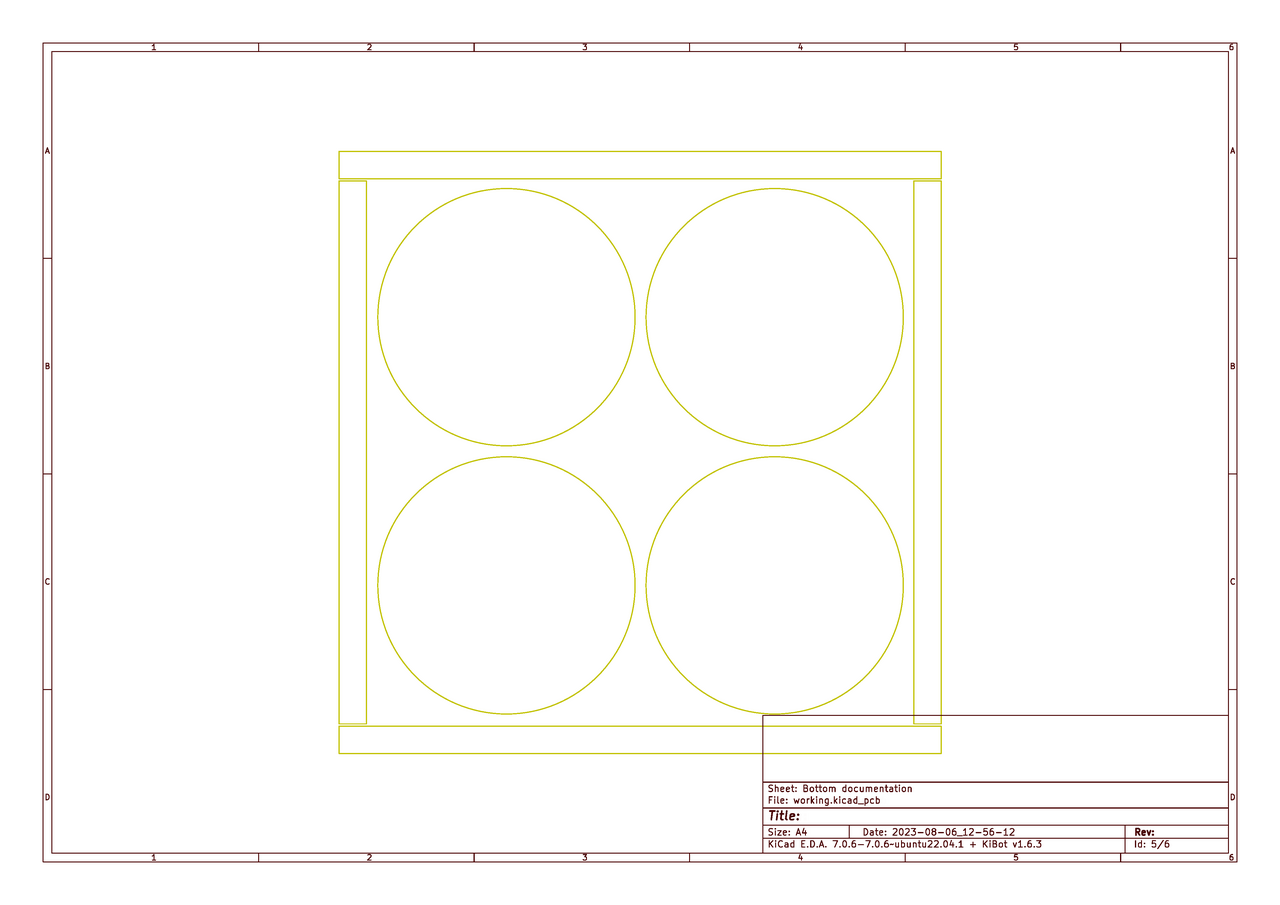 1 2 3 4 5 6
A A
B B
C C
D D
Sheet: Bottom documentation
File: working.kicad_pcb
Title:
Size: A4 Date: 2023-08-06_12-56-12 Rev:
KiCad E.D.A. 7.0.6-7.0.6~ubuntu22.04.1 + KiBot v1.6.3 Id: 5/6
1 2 3 4 5 6